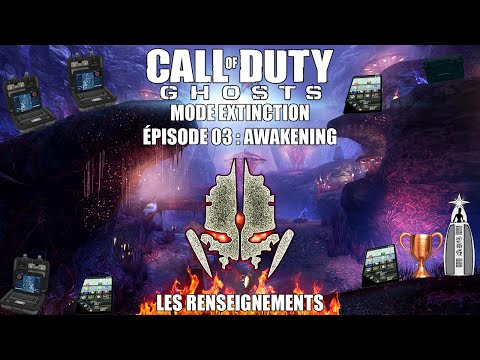 CALL OF DUTY
GHOSTS
MODE EXTINCTION
ÉPISODE 03 : AWAKENING
LES RENSEIGNEMENTS